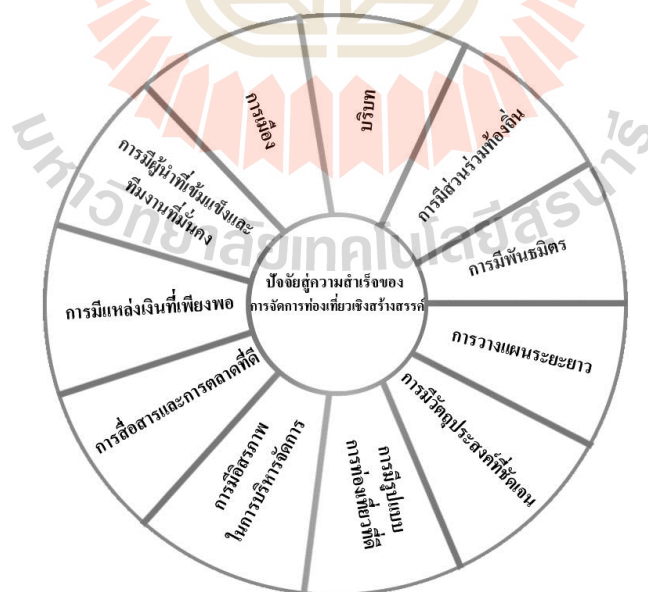 บริบท
การมีส่วนร่วมท้องถิ่น
การมีพันธมิตร
การวางแผนระยะยาว
การมีวัตถุประสงค์ที่ชัดเจน
การมีรูปแบบ
การท่องเที่ยวที่ดี
การมีอิสรภาพ
ในการบริหารจัดการ
การสื่อสารและการตลาดที่ดี
การมีแหล่งเงินที่เพียงพอ
การมีผู้นำที่เข้มแข็งและ
ทีมงานที่มั่นคง
การเมือง
ปัจจัยสู่ความสำเร็จของ
การจัดการท่องเที่ยวเชิงสร้างสรรค์
มหาวิทยาลัยเทคโนโลยีสุรนารี